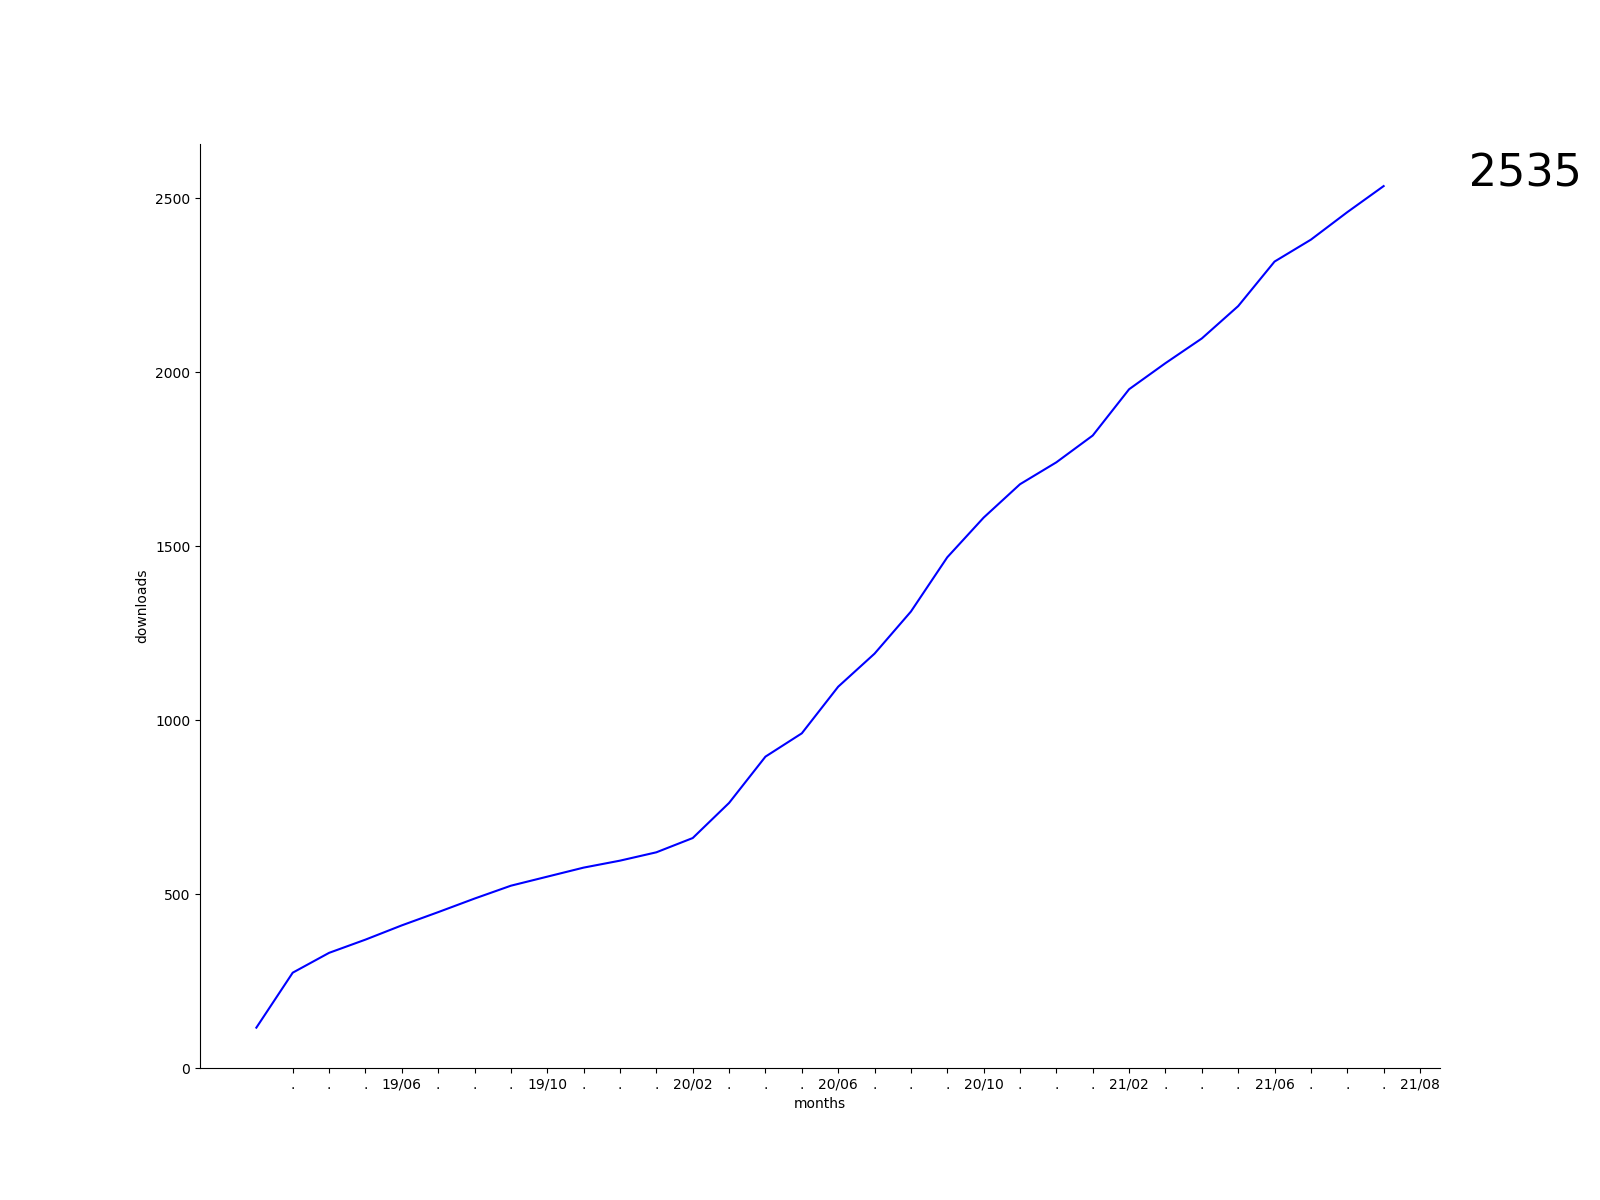 2535
2500
2000
1500
1000
500
0
downloads
. . . 19/06 . . . 19/10 . . . 20/02 . . . 20/06 . . . 20/10 . . . 21/02 . . . 21/06 . . . 21/08
months